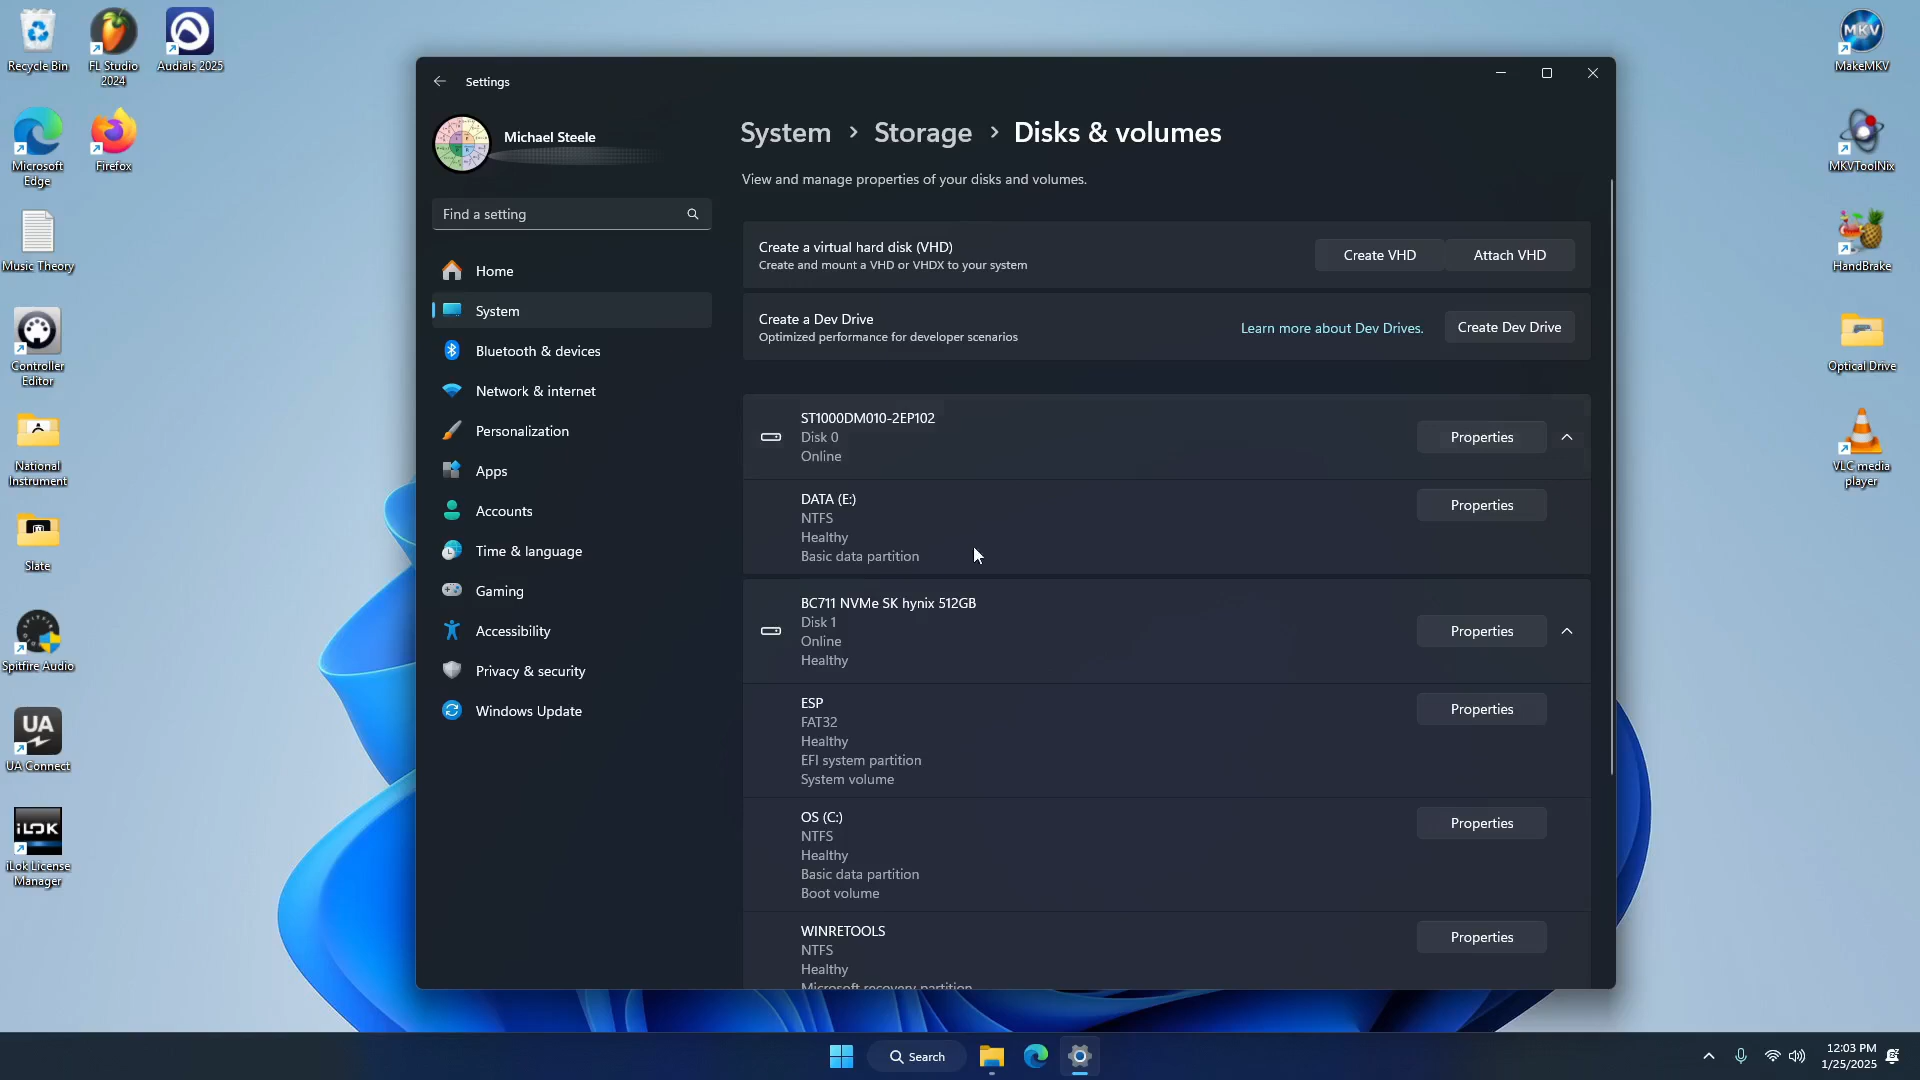 Recycle Bin
FL Studio
2024
Audials 2025
Microsoft
Edge
Firefox
Music Theory
Controller
Editor
National
Instrument
Slate
Spitfire Audio
UA
UA Connect
iLOK
iLok License
Manager
Settings
Michael Steele
Find a setting
Home
System
Bluetooth & devices
Network & internet
Personalization
Apps
Accounts
Time & language
Gaming
Accessibility
Privacy & security
Windows Update
System > Storage > Disks & volumes
View and manage properties of your disks and volumes.
Create a virtual hard disk (VHD)
Create and mount a VHD or VHDX to your system
Create VHD
Attach VHD
Create a Dev Drive
Optimized performance for developer scenarios
Learn more about Dev Drives.
Create Dev Drive
ST1000DM010-2EP102
Disk 0
Online
Properties
DATA (E:)
NTFS
Healthy
Basic data partition
Properties
BC711 NVMe SK hynix 512GB
Disk 1
Online
Healthy
Properties
ESP
FAT32
Healthy
EFI system partition
System volume
Properties
OS (C:)
NTFS
Healthy
Basic data partition
Boot volume
Properties
WINRETOOLS
NTFS
Healthy
Microsoft recovery partition
Properties
MKV
MakeMKV
MKVToolNix
HandBrake
Optical Drive
VLC media
player
Search
12:03 PM
1/25/2025